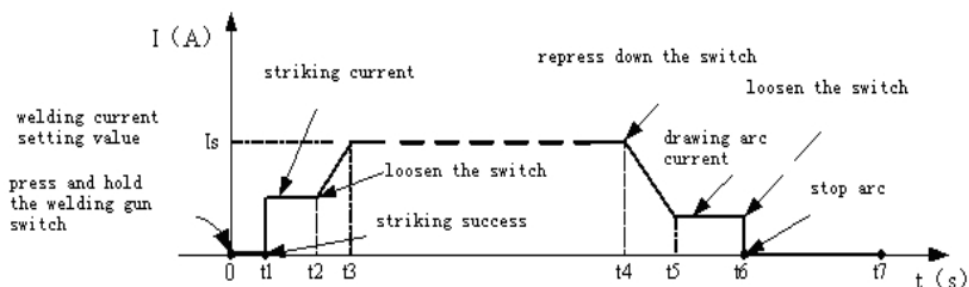 I (A)
striking current
repress down the switch
loosen the switch
welding current
setting value
Is
drawing arc
current
press and hold
the welding gun
switch
loosen the switch
stop arc
striking success
0
t1
t2
t3
t4
t5
t6
t7
t (s)